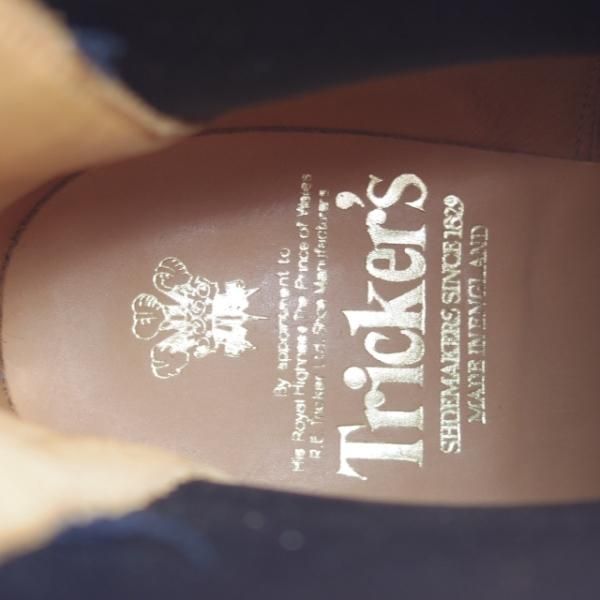 By appointment to
His Royal Highness The Prince of Wales
R.E. Tricker Ltd. Shoe Manufacturers
Tricker's
SHOEMAKERS SINCE 1829
MADE IN ENGLAND